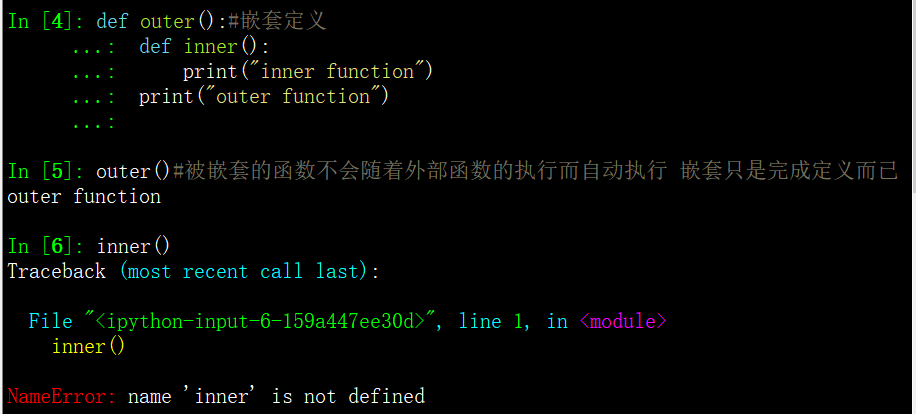 In [4]: def outer():#嵌套定义
   ...:     def inner():
   ...:         print("inner function")
   ...:     print("outer function")
   ...:
In [5]: outer()#被嵌套的函数不会随着外部函数的执行而自动执行 嵌套只是完成定义而已
outer function
In [6]: inner()
Traceback (most recent call last):
  File "<ipython-input-6-159a447ee30d>", line 1, in <module>
    inner()
NameError: name 'inner' is not defined